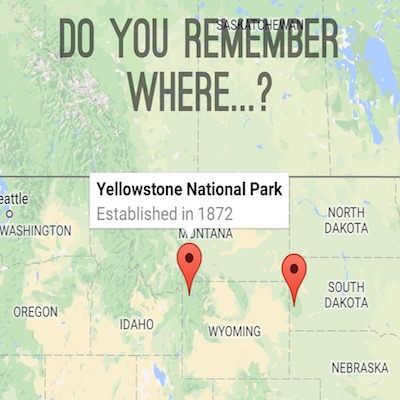 SASKATCHEWAN
DO YOU REMEMBER
WHERE...?
Yellowstone National Park
Established in 1872
eattle
WASHINGTON
MONTANA
NORTH
DAKOTA
SOUTH
DAKOTA
OREGON
IDAHO
WYOMING
NEBRASKA